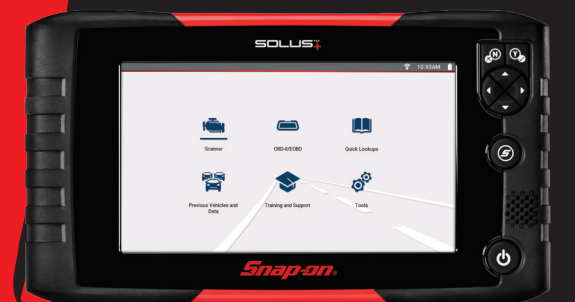 SOLUS+™
10:53AM
N Y
Scanner
OBD-II/EOBD
Quick Lookups
Previous Vehicles and
Data
Training and Support
Tools
S
Snap-on®